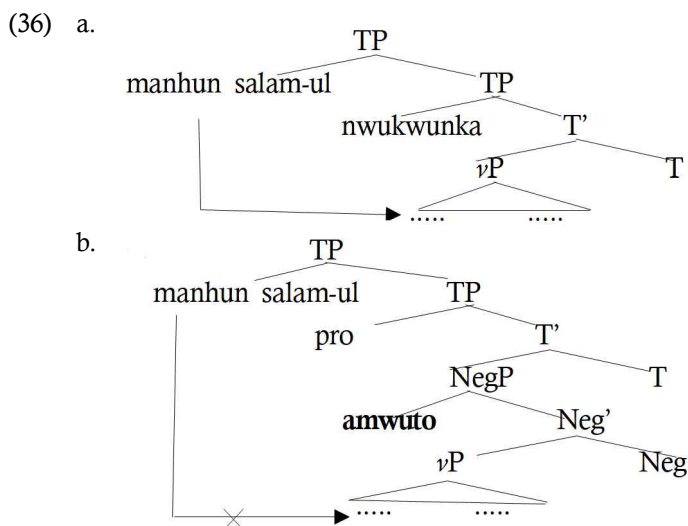 (36) a.
TP
manhun salam-ul TP
nwukwunka T’
vP T
..... .....
b.
TP
manhun salam-ul TP
pro T’
NegP T
amwuto Neg’
vP Neg
..... .....